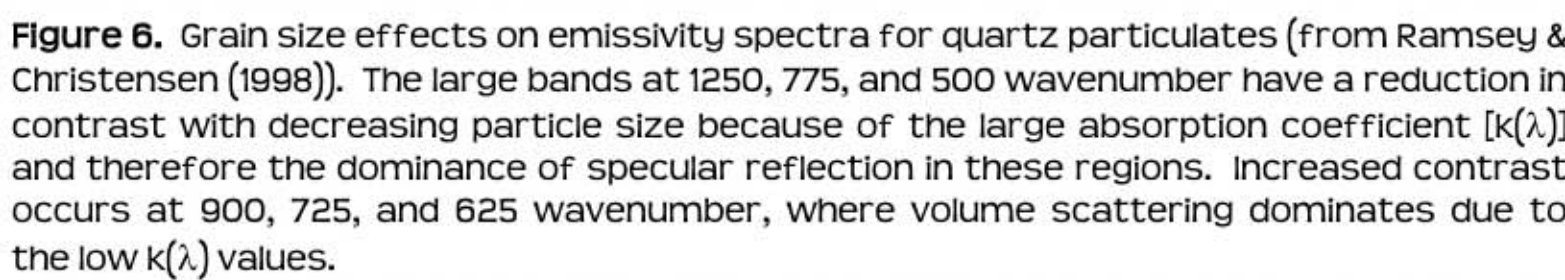 Figure 6. Grain size effects on emissivity spectra for quartz particulates (from Ramsey &
Christensen (1998)). The large bands at 1250, 775, and 500 wavenumber have a reduction in
contrast with decreasing particle size because of the large absorption coefficient [k(λ)]
and therefore the dominance of specular reflection in these regions. Increased contrast
occurs at 900, 725, and 625 wavenumber, where volume scattering dominates due to
the low k(λ) values.